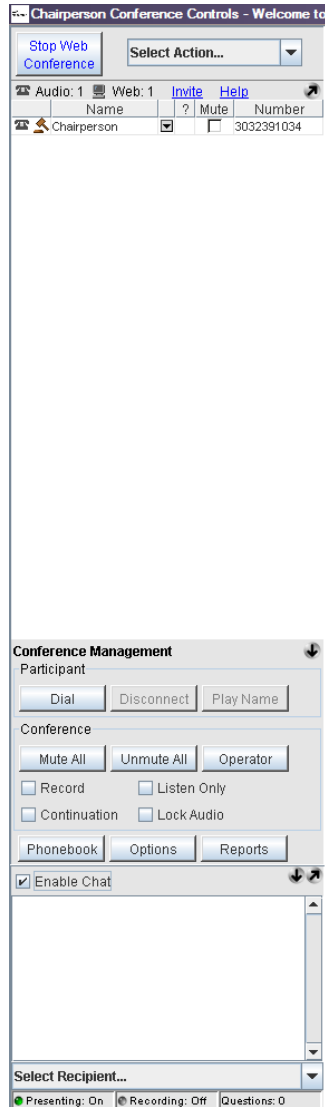 Chairperson Conference Controls - Welcome to
Stop Web
Conference
Select Action...
Audio: 1 Web: 1 Invite Help
Name ? Mute Number
Chairperson 3032391034
Conference Management
Participant
Dial Disconnect Play Name
Conference
Mute All Unmute All Operator
Record Listen Only
Continuation Lock Audio
Phonebook Options Reports
Enable Chat
Select Recipient...
Presenting: On Recording: Off Questions: 0